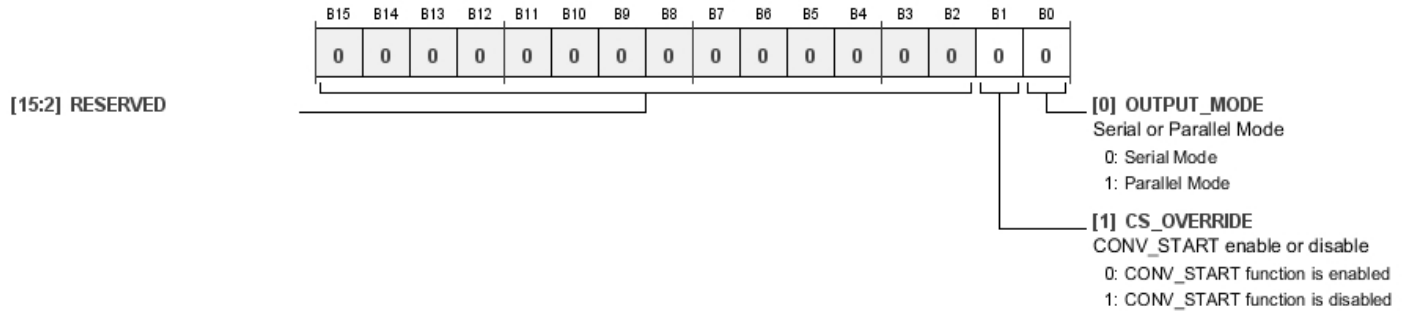 B15 B14 B13 B12 B11 B10 B9 B8 B7 B6 B5 B4 B3 B2 B1 B0
0 0 0 0 0 0 0 0 0 0 0 0 0 0 0 0
[15:2] RESERVED
[0] OUTPUT_MODE
Serial or Parallel Mode
0: Serial Mode
1: Parallel Mode
[1] CS_OVERRIDE
CONV_START enable or disable
0: CONV_START function is enabled
1: CONV_START function is disabled